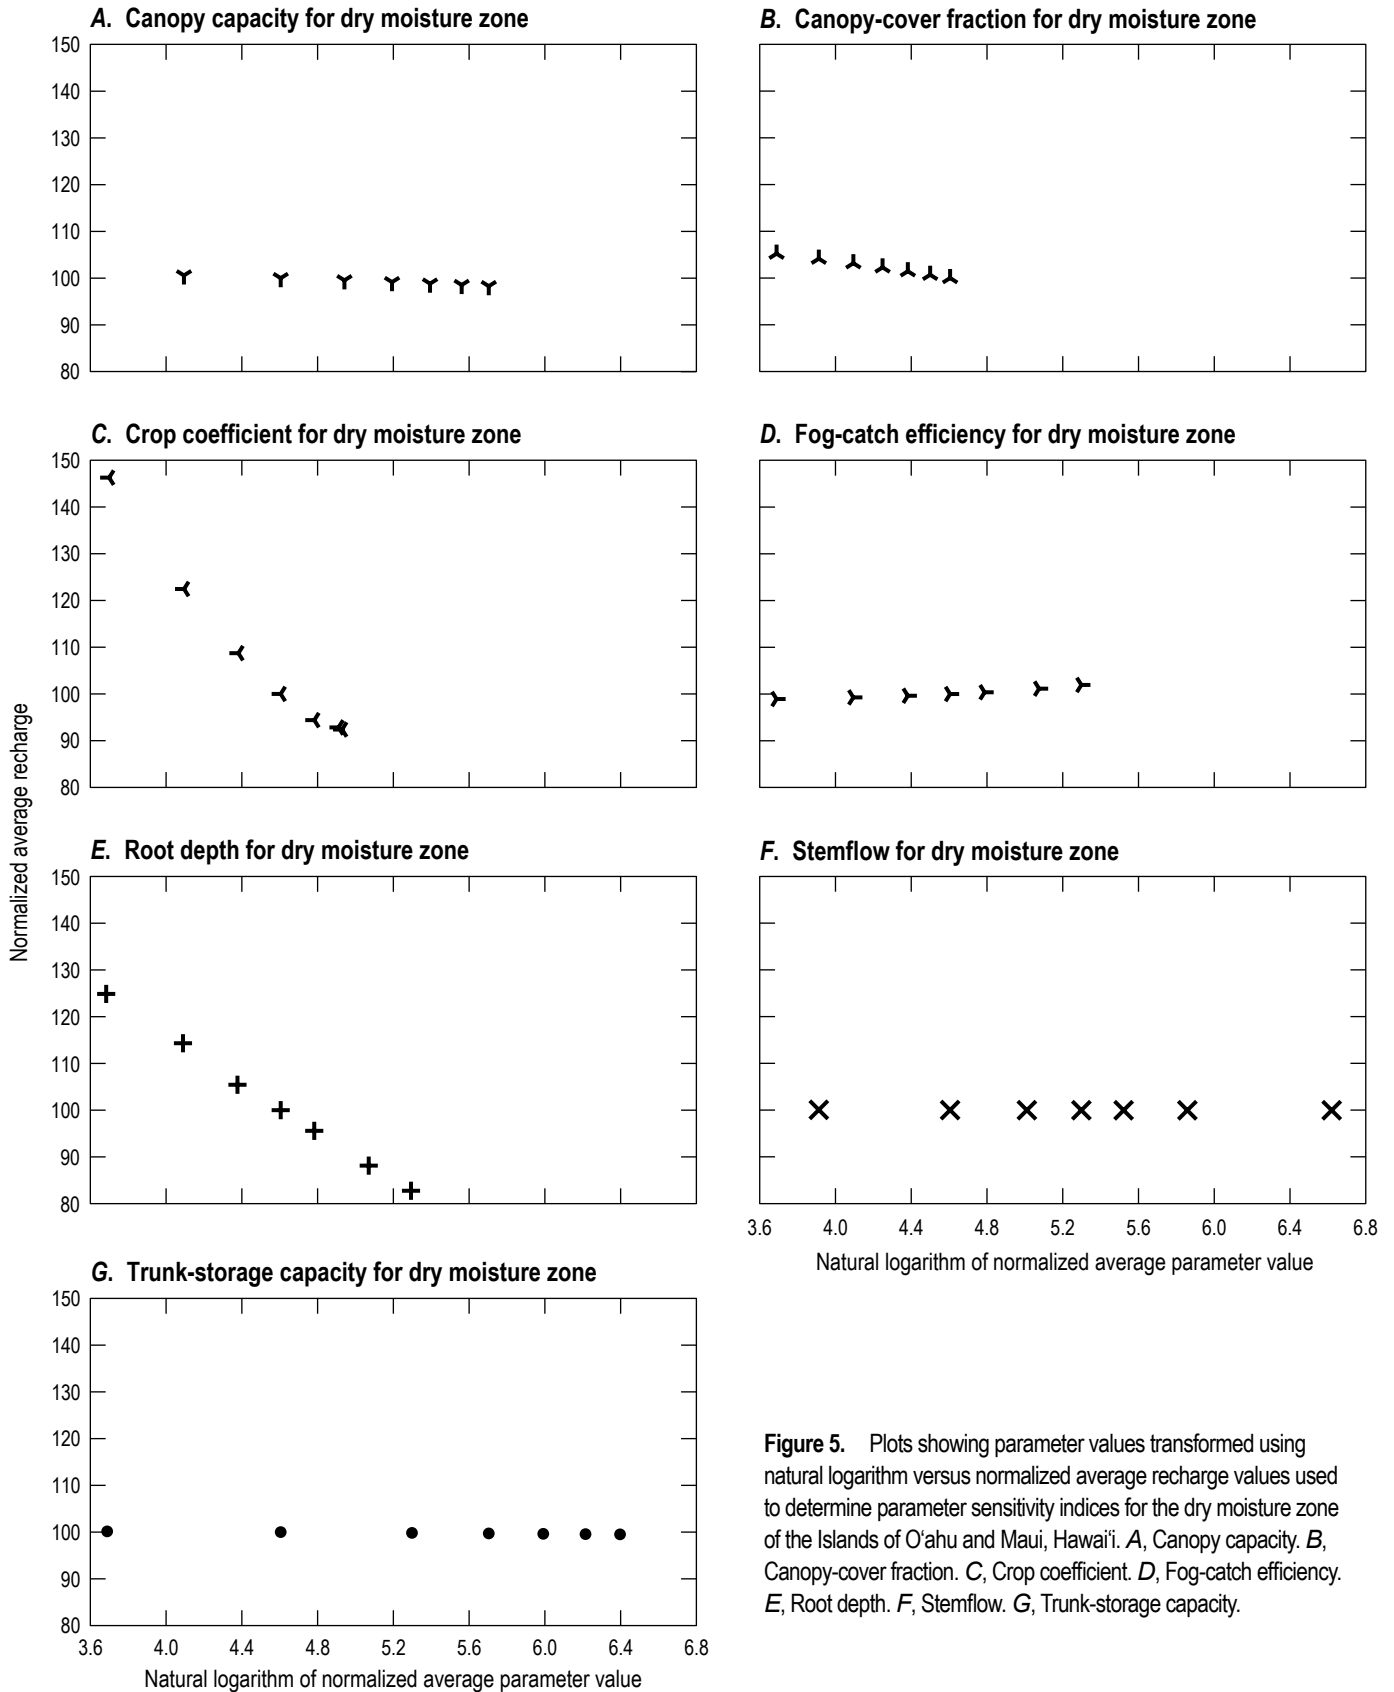 A. Canopy capacity for dry moisture zone
150
140
130
120
110
100
90
80
B. Canopy-cover fraction for dry moisture zone
C. Crop coefficient for dry moisture zone
150
140
130
120
110
100
90
80
D. Fog-catch efficiency for dry moisture zone
Normalized average recharge
E. Root depth for dry moisture zone
150
140
130
120
110
100
90
80
F. Stemflow for dry moisture zone
3.6 4.0 4.4 4.8 5.2 5.6 6.0 6.4 6.8
Natural logarithm of normalized average parameter value
G. Trunk-storage capacity for dry moisture zone
150
140
130
120
110
100
90
80
3.6 4.0 4.4 4.8 5.2 5.6 6.0 6.4 6.8
Natural logarithm of normalized average parameter value
Figure 5. Plots showing parameter values transformed using
natural logarithm versus normalized average recharge values used
to determine parameter sensitivity indices for the dry moisture zone
of the Islands of Oʻahu and Maui, Hawaiʻi. A, Canopy capacity. B,
Canopy-cover fraction. C, Crop coefficient. D, Fog-catch efficiency.
E, Root depth. F, Stemflow. G, Trunk-storage capacity.